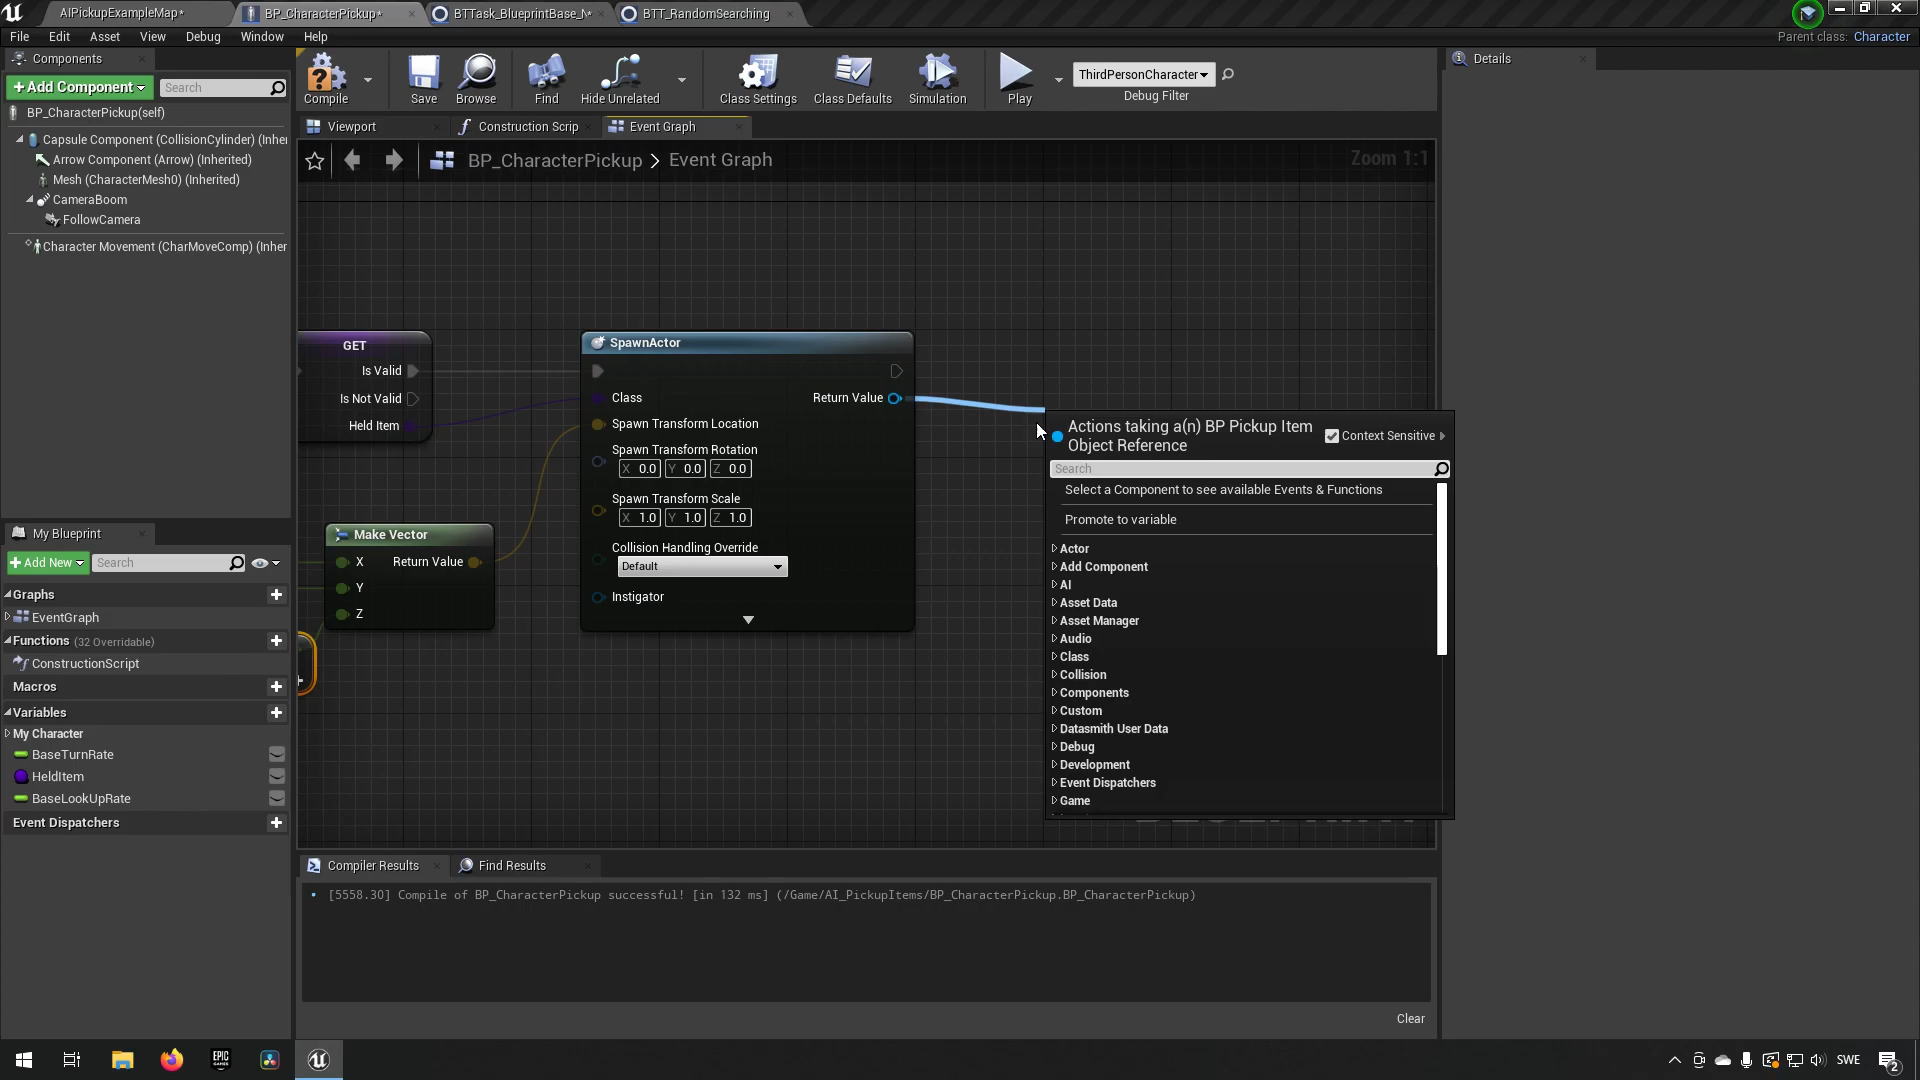 AIPickupExampleMap*
BP_CharacterPickup*
BTTask_BlueprintBase_N*
BTT_RandomSearching
File Edit Asset View Debug Window Help
Parent class: Character
Components
+Add Component
Search
BP_CharacterPickup(self)
Capsule Component (CollisionCylinder) (Inher
Arrow Component (Arrow) (Inherited)
Mesh (CharacterMesh0) (Inherited)
CameraBoom
FollowCamera
Character Movement (CharMoveComp) (Inher
Compile
Save
Browse
Find
Hide Unrelated
Class Settings
Class Defaults
Simulation
Play
ThirdPersonCharacter
Debug Filter
Details
Viewport
Construction Scrip
Event Graph
BP_CharacterPickup > Event Graph
Zoom 1:1
GET
Is Valid
Is Not Valid
Held Item
Make Vector
X
Return Value
Y
Z
SpawnActor
Class
Return Value
Spawn Transform Location
Spawn Transform Rotation
X 0.0 Y 0.0 Z 0.0
Spawn Transform Scale
X 1.0 Y 1.0 Z 1.0
Collision Handling Override
Default
Instigator
Actions taking a(n) BP Pickup Item
Object Reference
Context Sensitive
Search
Select a Component to see available Events & Functions
Promote to variable
Actor
Add Component
AI
Asset Data
Asset Manager
Audio
Class
Collision
Components
Custom
Datasmith User Data
Debug
Development
Event Dispatchers
Game
My Blueprint
+Add New
Search
Graphs
EventGraph
Functions (32 Overridable)
ConstructionScript
Macros
Variables
My Character
BaseTurnRate
HeldItem
BaseLookUpRate
Event Dispatchers
Compiler Results
Find Results
[5558.30] Compile of BP_CharacterPickup successful! [in 132 ms] (/Game/AI_PickupItems/BP_CharacterPickup.BP_CharacterPickup)
Clear
EPIC
GAMES
SWE
2